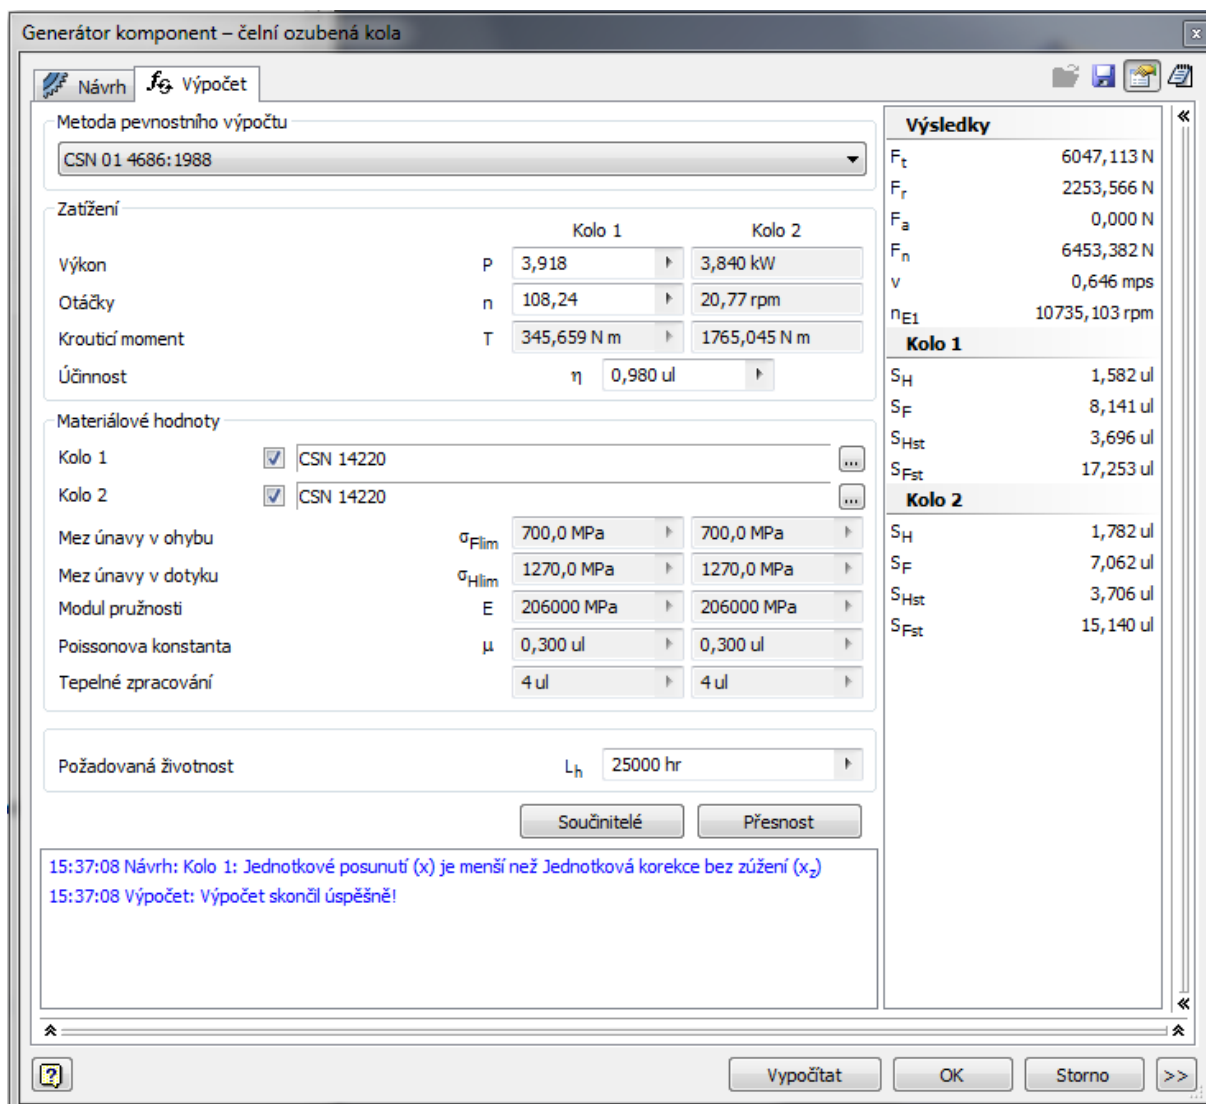 Generátor komponent – čelní ozubená kola
Návrh Výpočet
Metoda pevnostního výpočtu
CSN 01 4686:1988
Zatížení
Kolo 1 Kolo 2
Výkon P 3,918 3,840 kW
Otáčky n 108,24 20,77 rpm
Krouticí moment T 345,659 N m 1765,045 N m
Účinnost η 0,980 ul
Materiálové hodnoty
Kolo 1 CSN 14220 ...
Kolo 2 CSN 14220 ...
Mez únavy v ohybu σFlim 700,0 MPa 700,0 MPa
Mez únavy v dotyku σHlim 1270,0 MPa 1270,0 MPa
Modul pružnosti E 206000 MPa 206000 MPa
Poissonova konstanta μ 0,300 ul 0,300 ul
Tepelné zpracování 4 ul 4 ul
Požadovaná životnost Lh 25000 hr
Součinitelé Přesnost
15:37:08 Návrh: Kolo 1: Jednotkové posunutí (x) je menší než Jednotková korekce bez zúžení (xz)
15:37:08 Výpočet: Výpočet skončil úspěšně!
Výsledky
Ft 6047,113 N
Fr 2253,566 N
Fa 0,000 N
Fn 6453,382 N
v 0,646 mps
nE1 10735,103 rpm
Kolo 1
SH 1,582 ul
SF 8,141 ul
SHst 3,696 ul
SFst 17,253 ul
Kolo 2
SH 1,782 ul
SF 7,062 ul
SHst 3,706 ul
SFst 15,140 ul
Vypočítat OK Storno >>